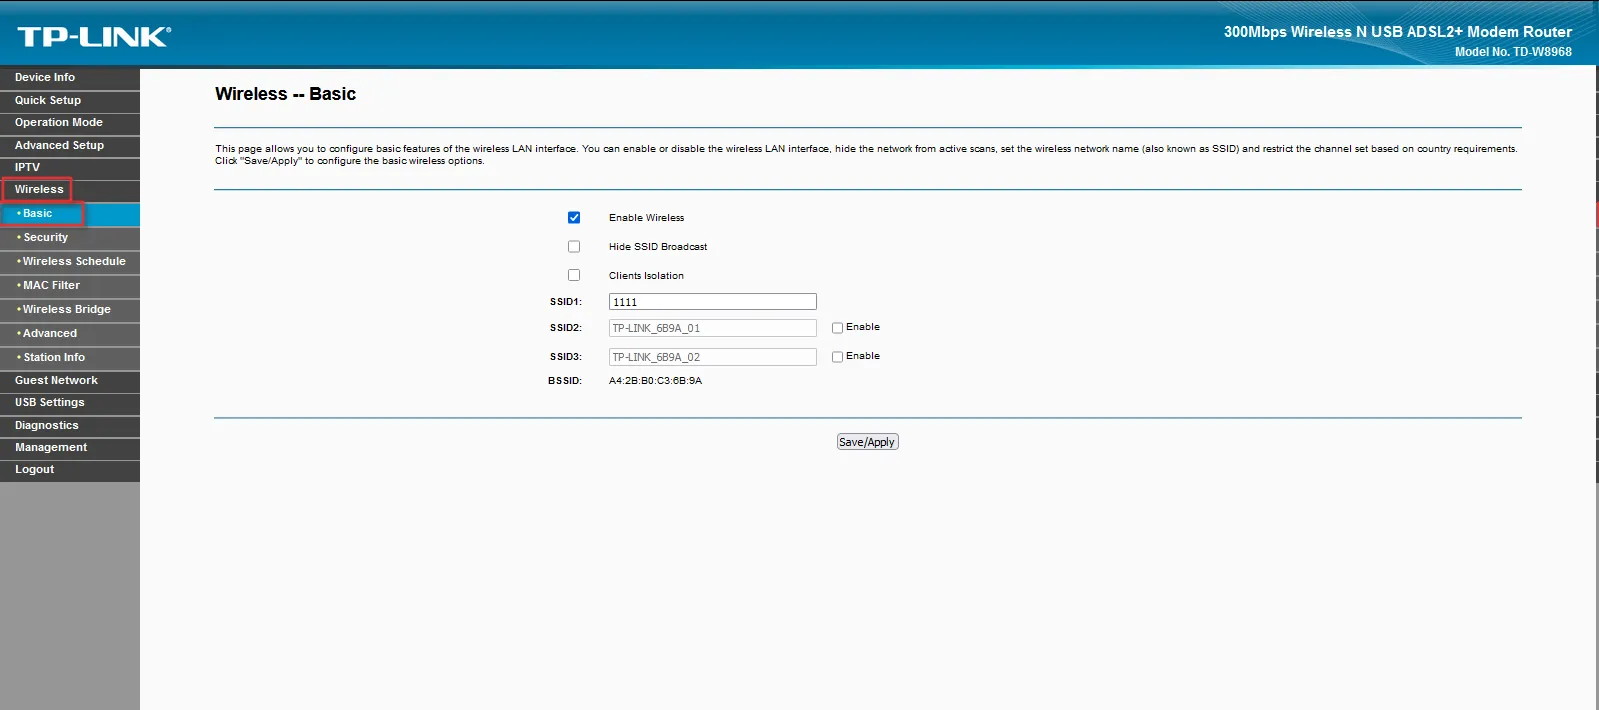 TP-LINK®
300Mbps Wireless N USB ADSL2+ Modem Router
Model No. TD-W8968
Device Info
Quick Setup
Operation Mode
Advanced Setup
IPTV
Wireless
• Basic
• Security
• Wireless Schedule
• MAC Filter
• Wireless Bridge
• Advanced
• Station Info
Guest Network
USB Settings
Diagnostics
Management
Logout
Wireless -- Basic
This page allows you to configure basic features of the wireless LAN interface. You can enable or disable the wireless LAN interface, hide the network from active scans, set the wireless network name (also known as SSID) and restrict the channel set based on country requirements.
Click "Save/Apply" to configure the basic wireless options.
Enable Wireless
Hide SSID Broadcast
Clients Isolation
SSID1: 1111
SSID2: TP-LINK_6B9A_01 Enable
SSID3: TP-LINK_6B9A_02 Enable
BSSID: A4:2B:B0:C3:6B:9A
Save/Apply